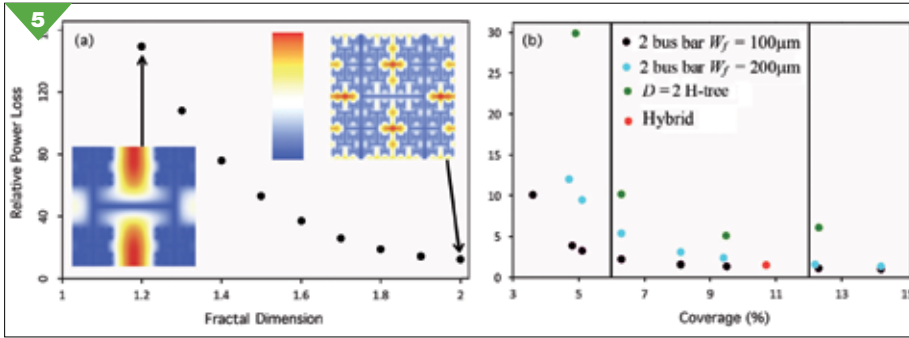 5
(a)
120
80
40
0
Relative Power Loss
1
1.2
1.4
1.6
1.8
2
Fractal Dimension
(b)
2 bus bar W_f = 100μm
2 bus bar W_f = 200μm
D = 2 H-tree
Hybrid
30
25
20
15
10
5
0
3
5
7
9
11
13
15
Coverage (%)